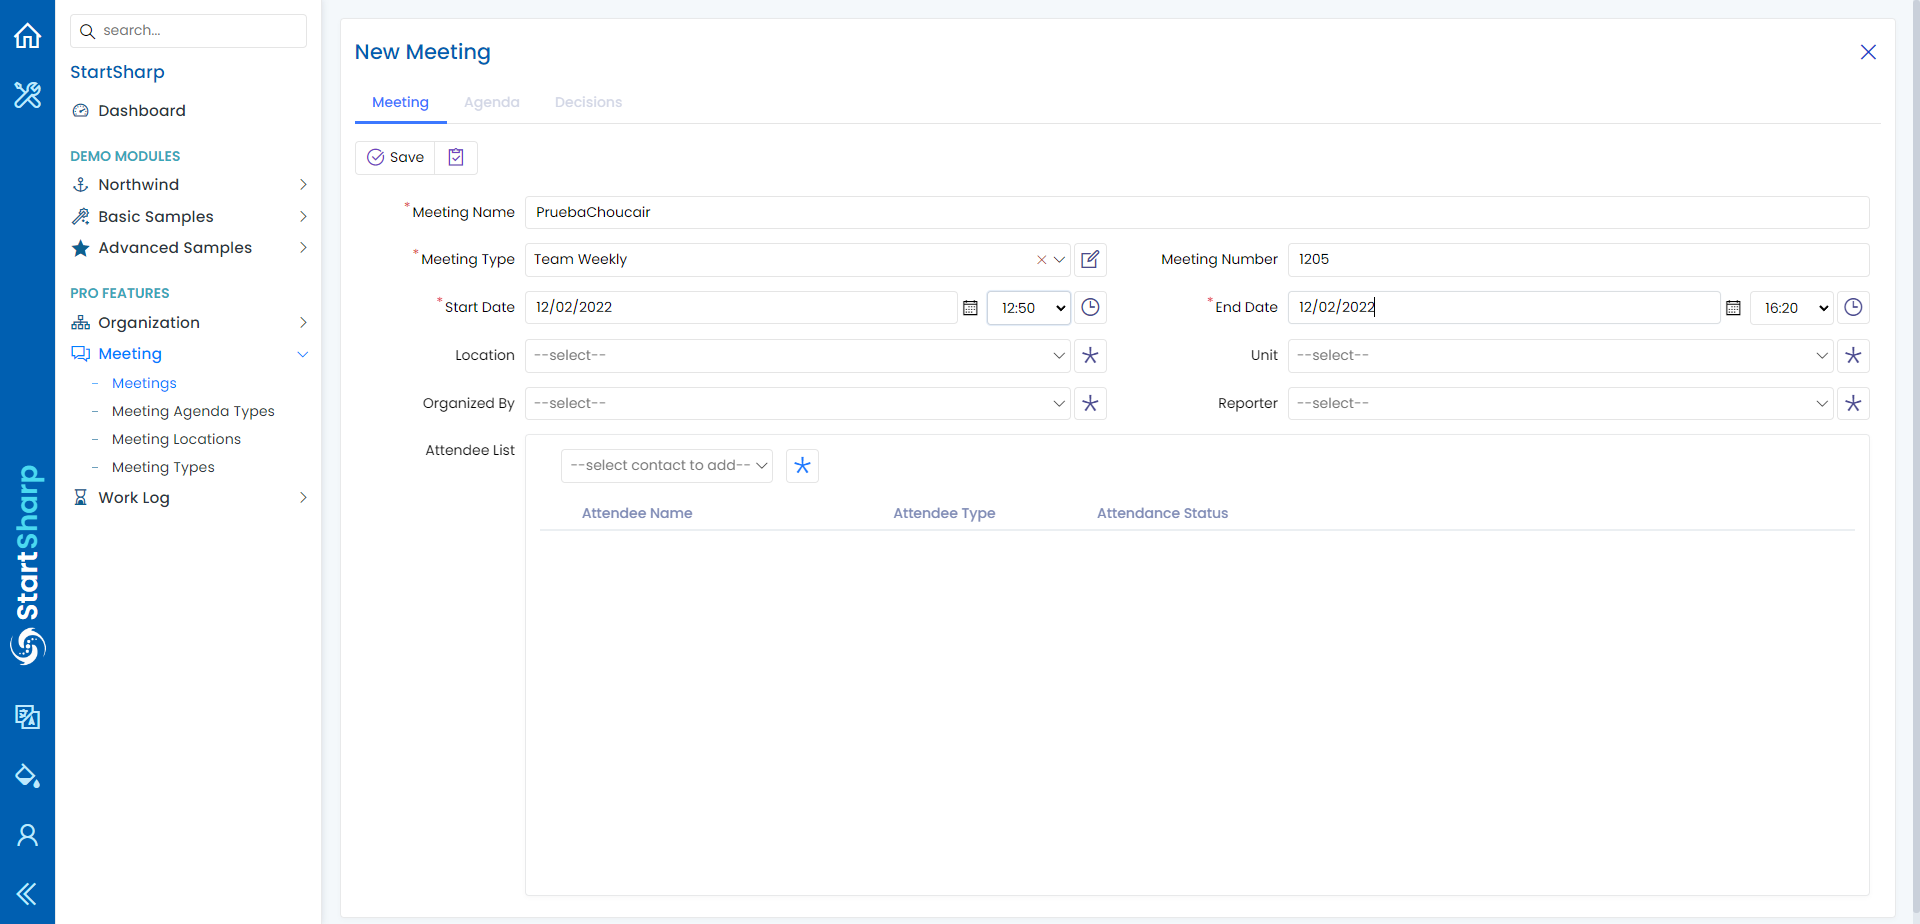 search...
StartSharp
Dashboard
DEMO MODULES
Northwind
Basic Samples
Advanced Samples
PRO FEATURES
Organization
Meeting
- Meetings
- Meeting Agenda Types
- Meeting Locations
- Meeting Types
Work Log
StartSharp
New Meeting
Meeting Agenda Decisions
Save
*Meeting Name PruebaChoucair
*Meeting Type Team Weekly Meeting Number 1205
*Start Date 12/02/2022 12:50 *End Date 12/02/2022 16:20
Location --select-- Unit --select--
Organized By --select-- Reporter --select--
Attendee List --select contact to add--
Attendee Name Attendee Type Attendance Status